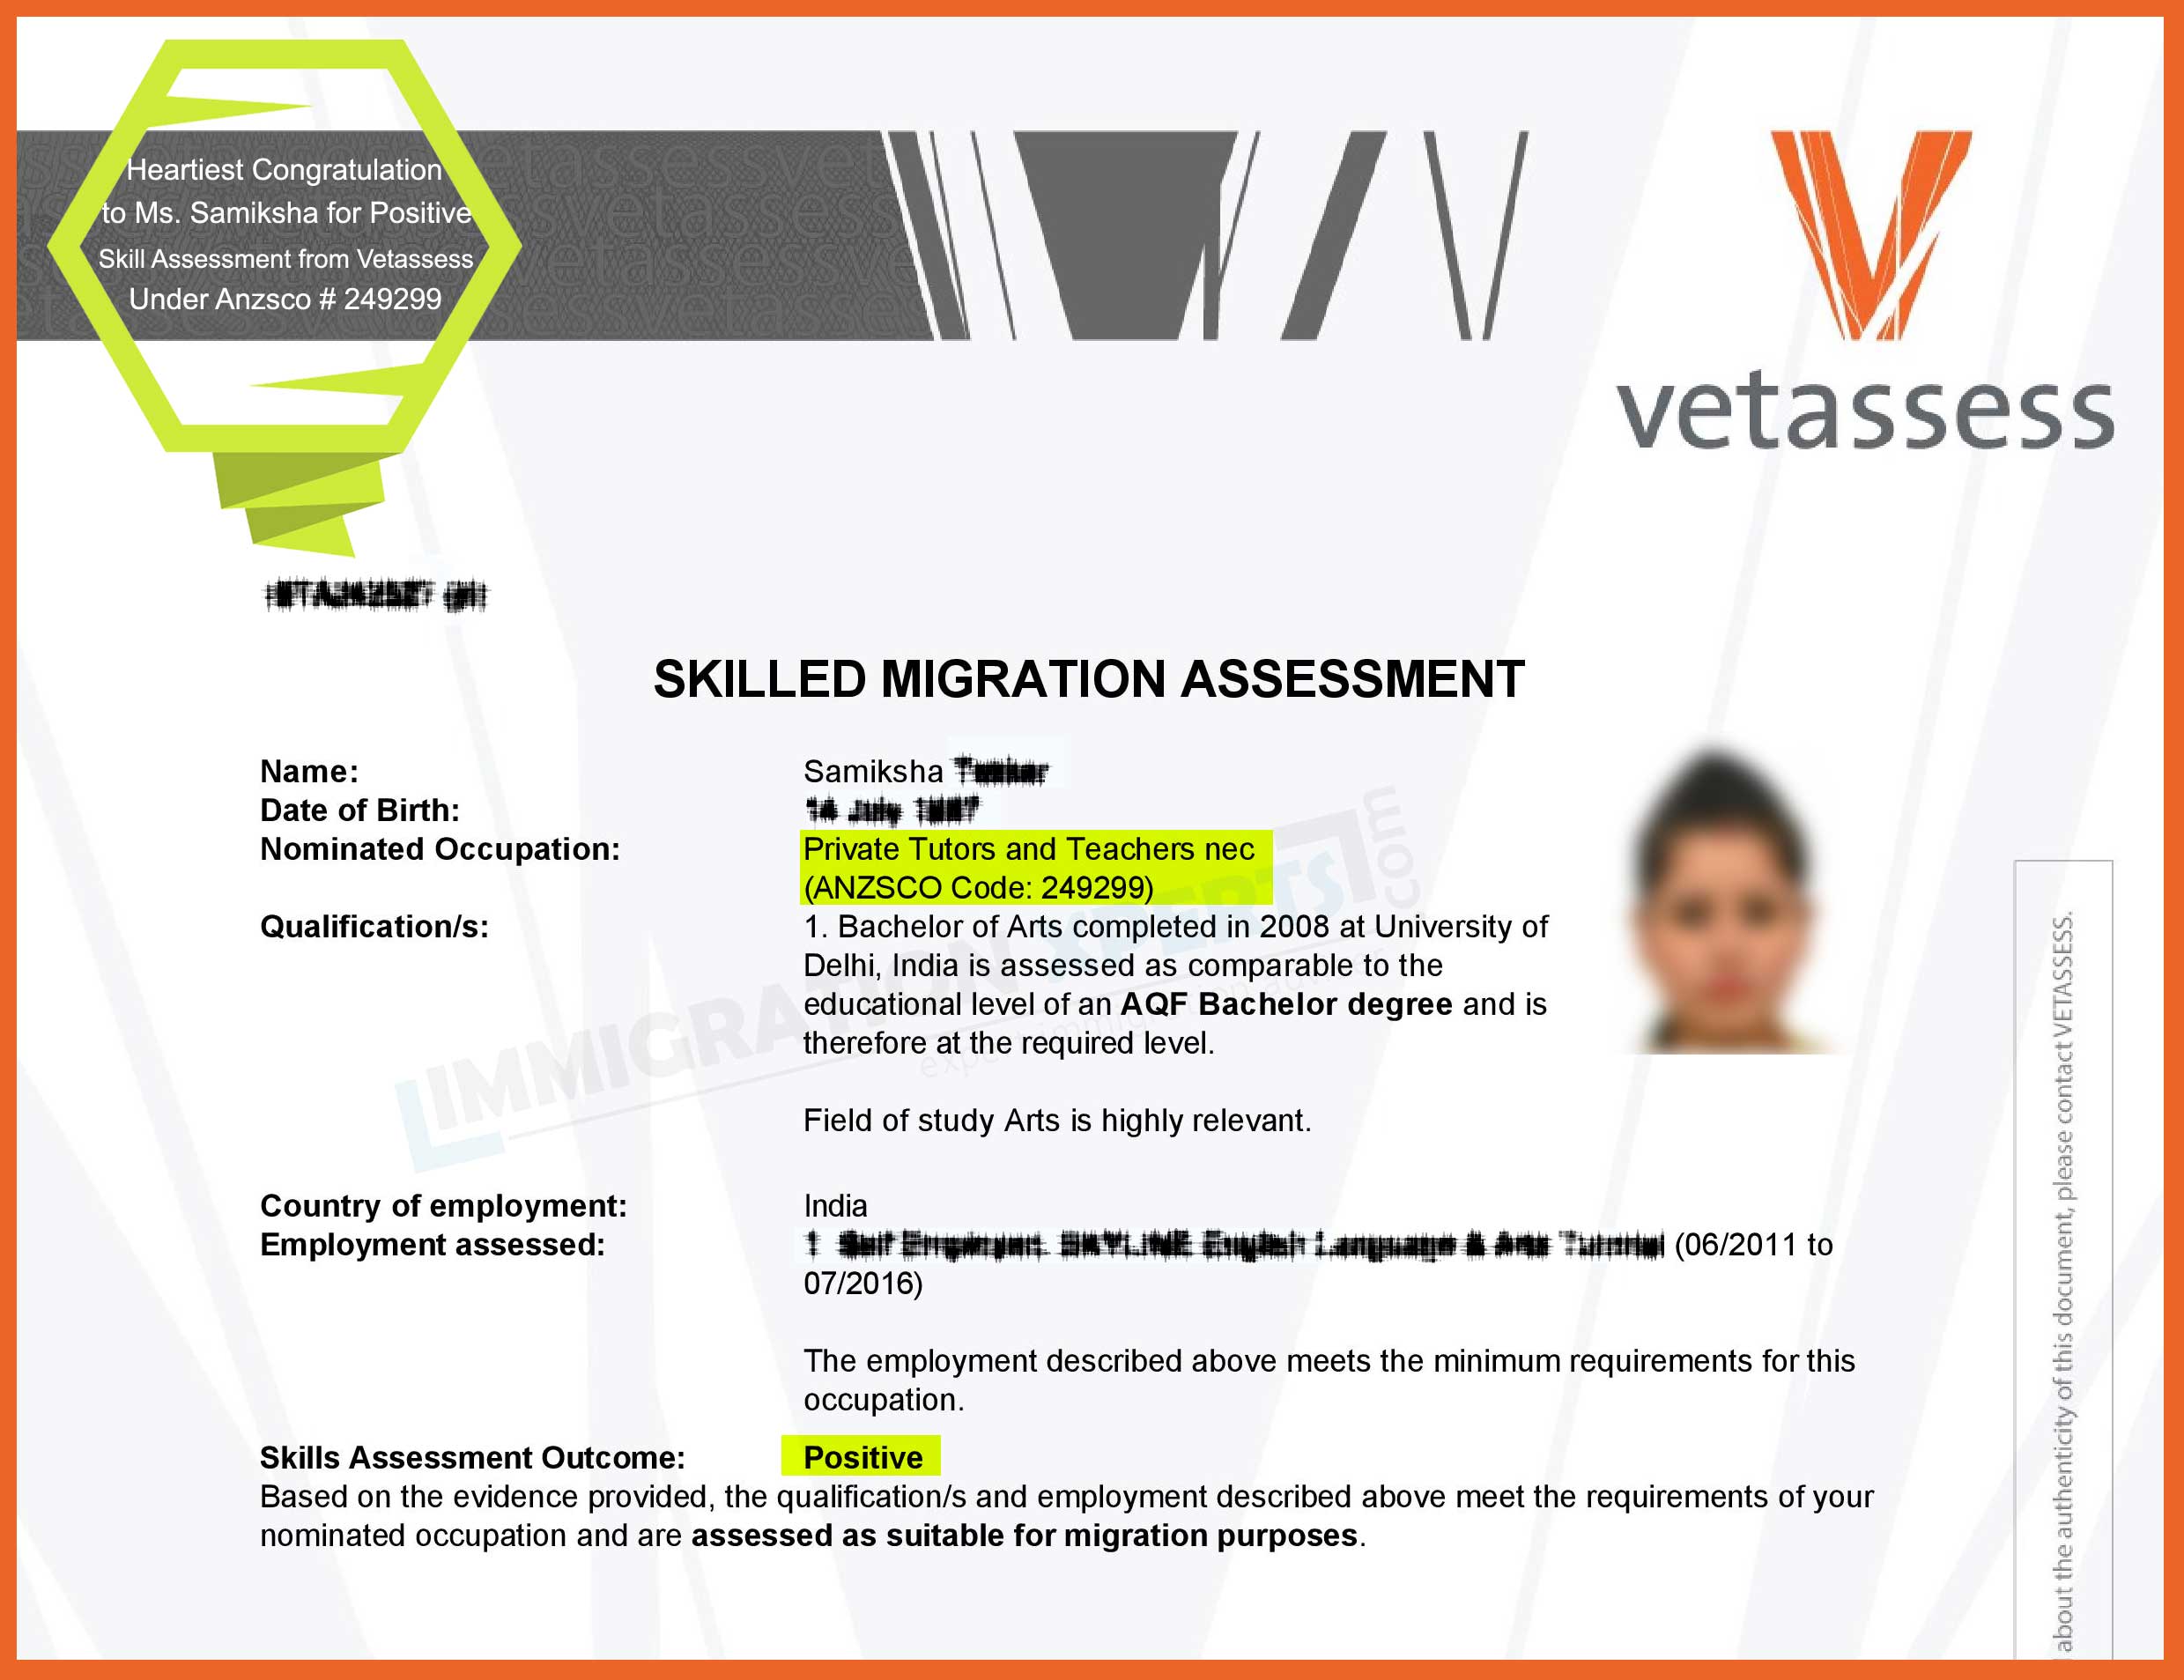 Heartiest Congratulation
to Ms. Samiksha for Positive
Skill Assessment from Vetassess
Under Anzsco # 249299
vetassess
SKILLED MIGRATION ASSESSMENT
Name: Samiksha
Date of Birth:
Nominated Occupation: Private Tutors and Teachers nec
(ANZSCO Code: 249299)
Qualification/s: 1. Bachelor of Arts completed in 2008 at University of
Delhi, India is assessed as comparable to the
educational level of an AQF Bachelor degree and is
therefore at the required level.
Field of study Arts is highly relevant.
Country of employment: India
Employment assessed: (06/2011 to
07/2016)
The employment described above meets the minimum requirements for this
occupation.
Skills Assessment Outcome: Positive
Based on the evidence provided, the qualification/s and employment described above meet the requirements of your
nominated occupation and are assessed as suitable for migration purposes.
about the authenticity of this document, please contact VETASSESS.
IMMIGRATION XPERTS .com